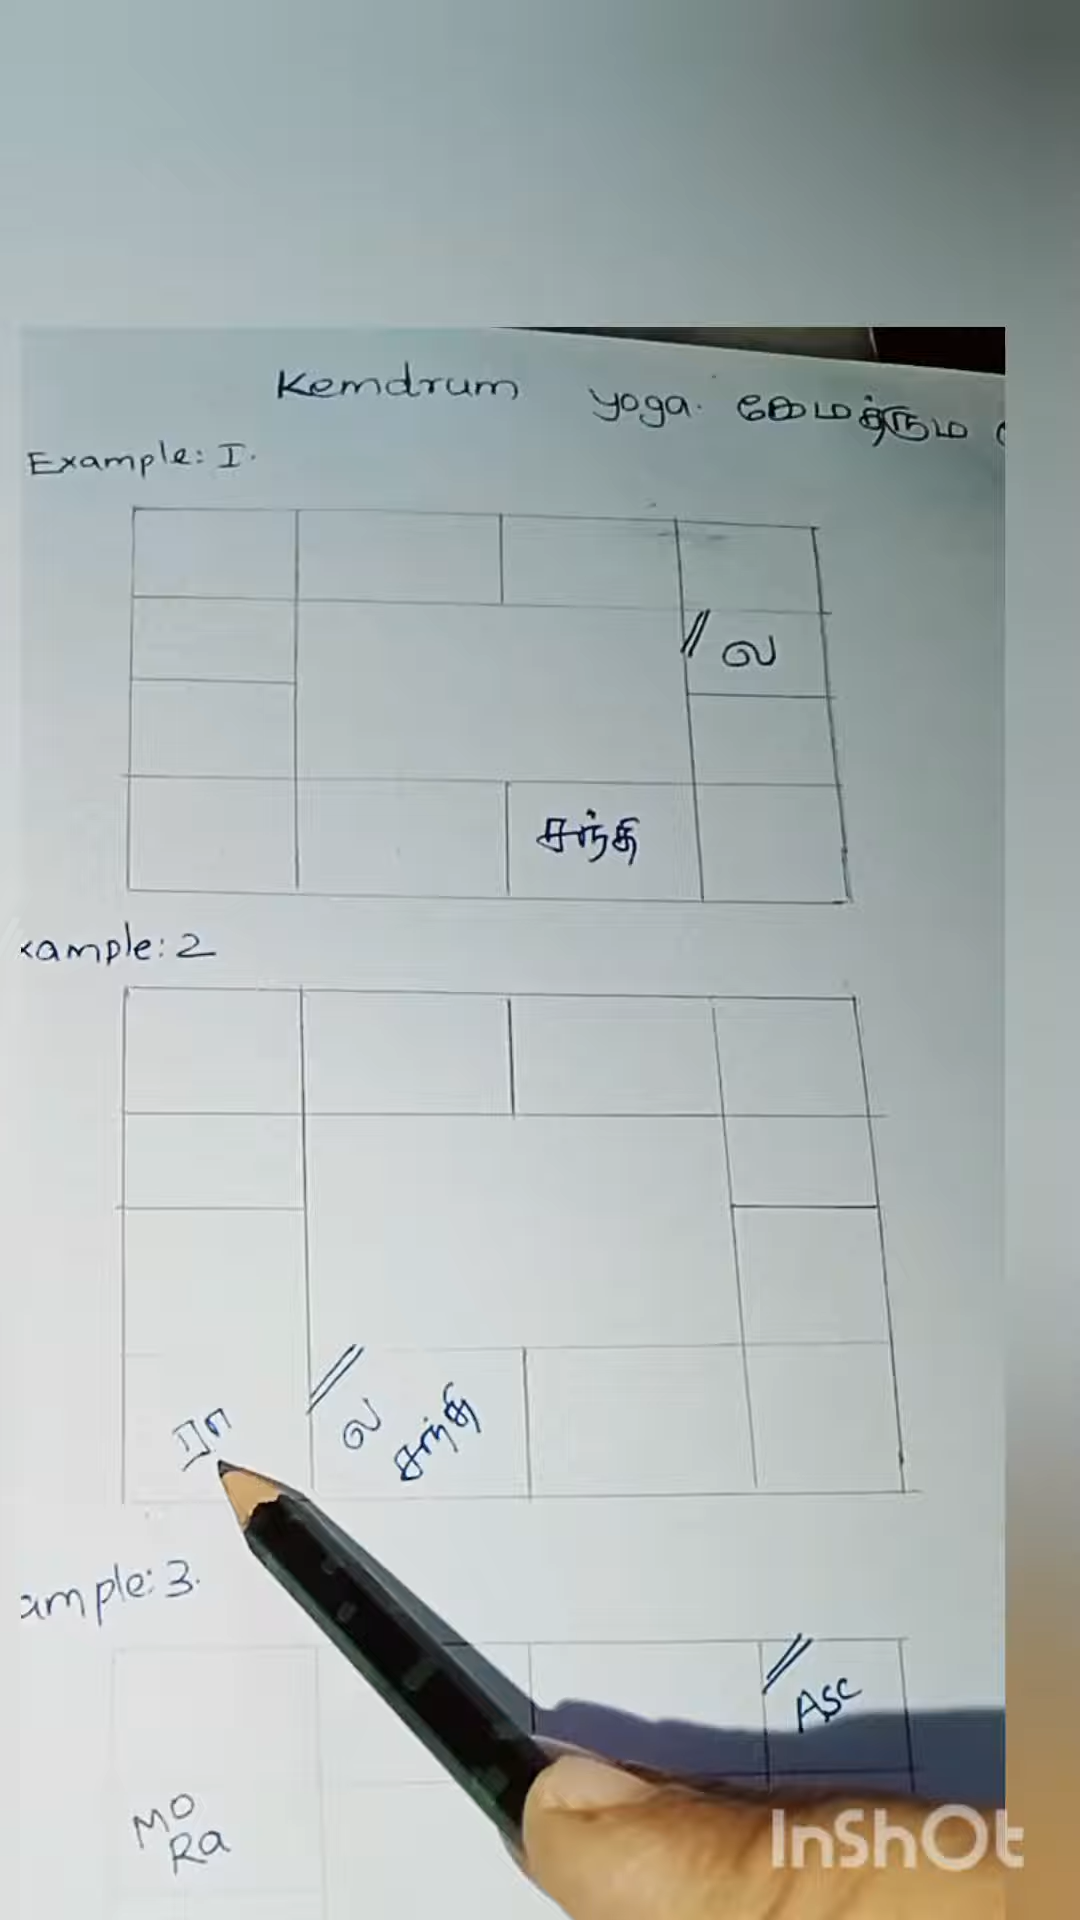 Kemdrum yoga. கேமத்ரும (
Example: I.
// ல
சந்தி
xample: 2
// ல
சந்தி
ரா
ample: 3.
// Asc
MO
Ra
InShOt